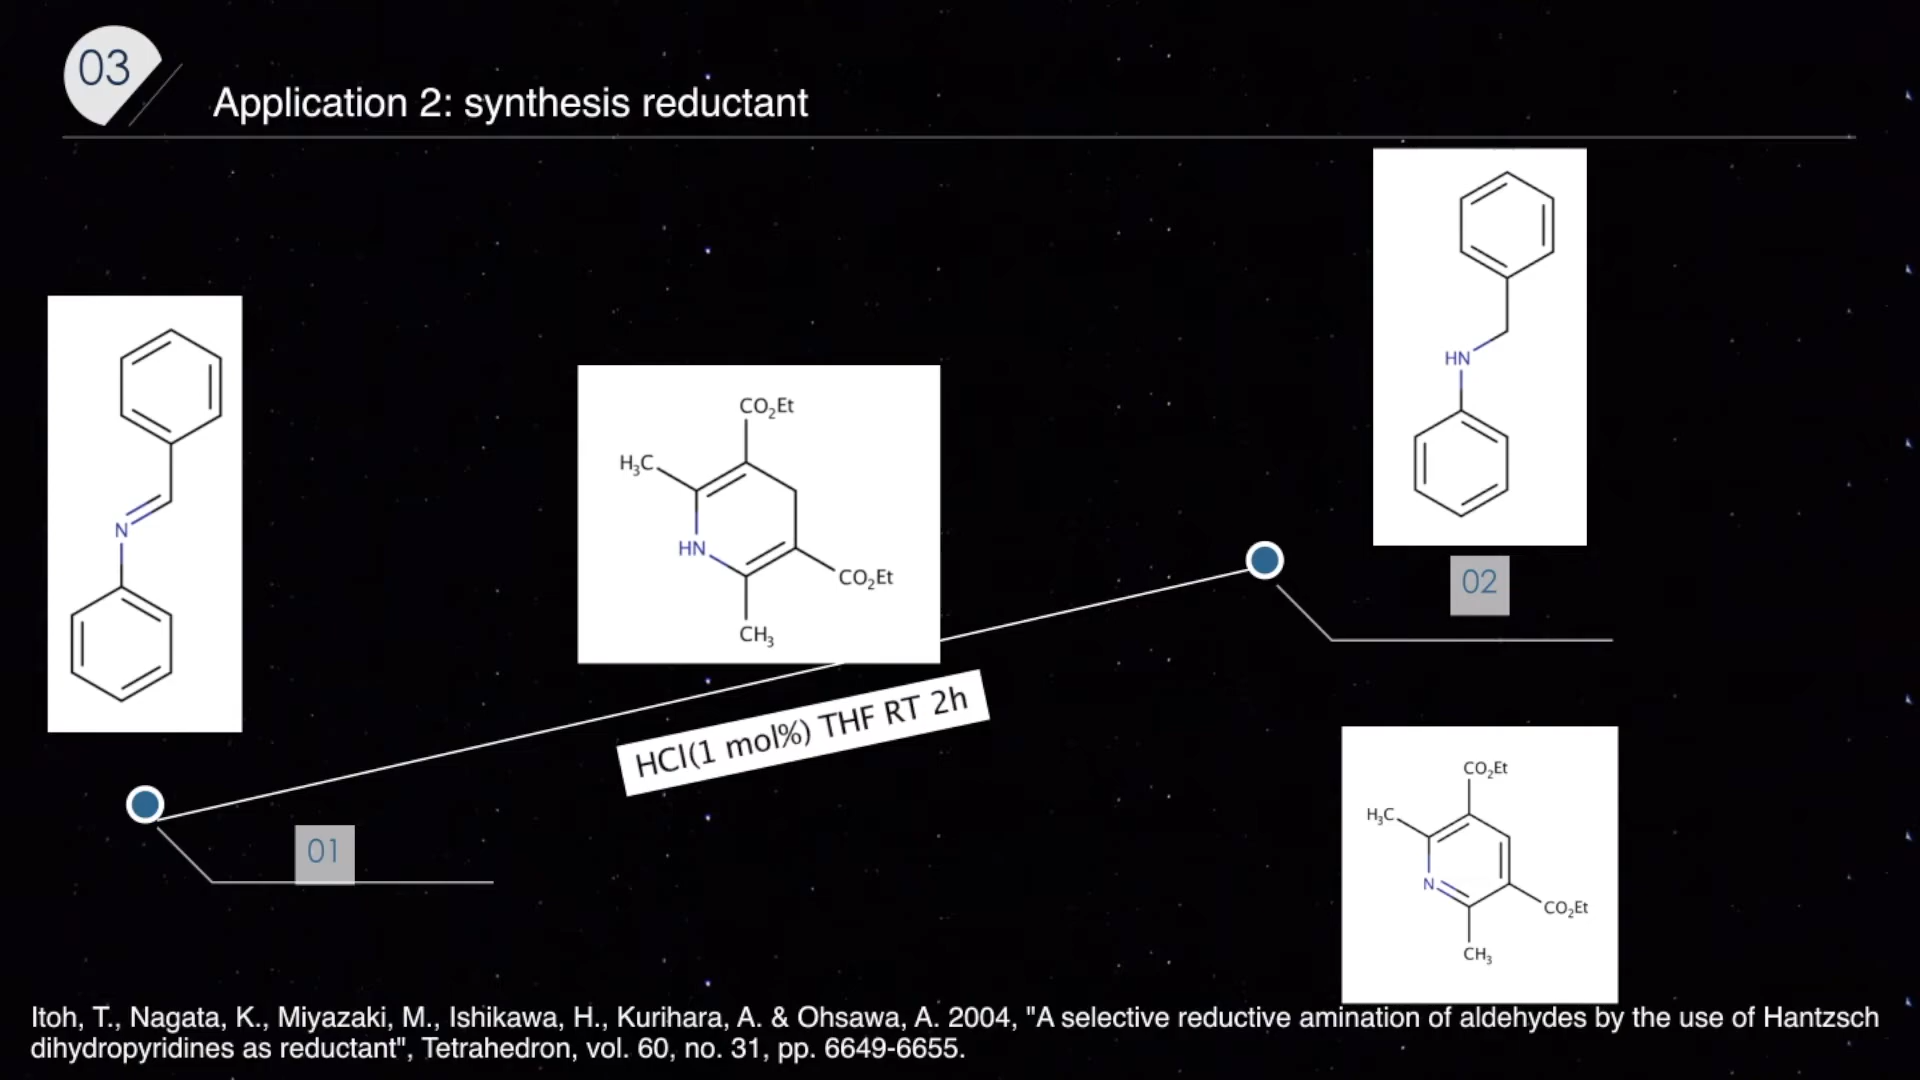 03
Application 2: synthesis reductant
HN
N
CO₂Et
H₃C
HN
CO₂Et
CH₃
02
HCl(1 mol%) THF RT 2h
01
CO₂Et
H₃C
N
CO₂Et
CH₃
Itoh, T., Nagata, K., Miyazaki, M., Ishikawa, H., Kurihara, A. & Ohsawa, A. 2004, "A selective reductive amination of aldehydes by the use of Hantzsch
dihydropyridines as reductant", Tetrahedron, vol. 60, no. 31, pp. 6649-6655.